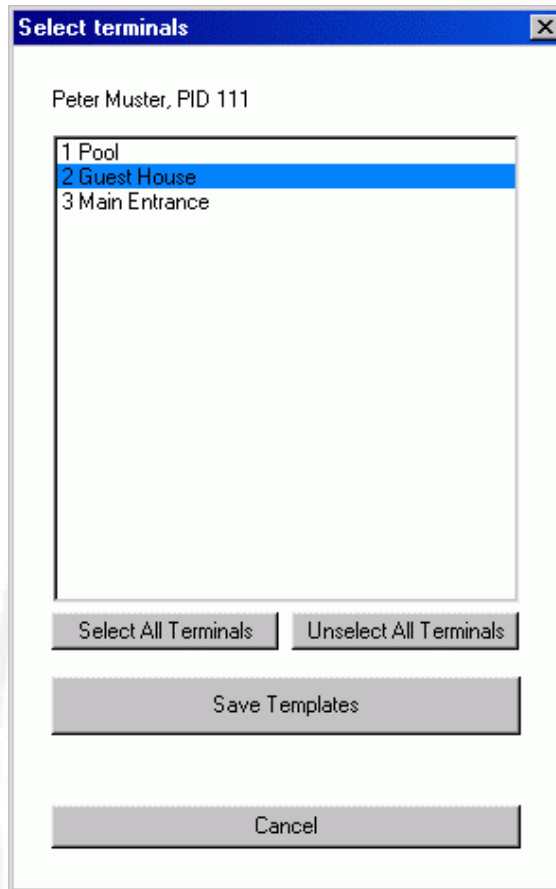 Select terminals
Peter Muster, PID 111
1 Pool
2 Guest House
3 Main Entrance
Select All Terminals
Unselect All Terminals
Save Templates
Cancel